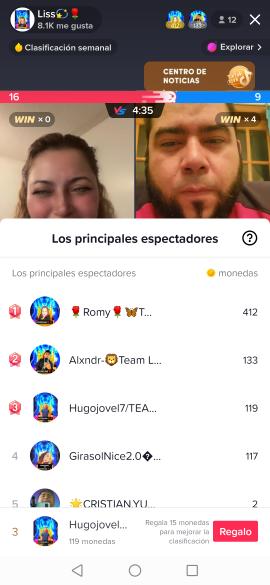 Liss💫🌹
8.1K me gusta
412
133
12
Clasificación semanal
Explorar >
CENTRO DE
NOTICIAS
16
VS 4:35
9
WIN × 0
WIN × 4
Los principales espectadores
Los principales espectadores
monedas
1 🌹Romy🌹🦋T... 412
2 Alxndr-🦁Team L... 133
3 Hugojovel7/TEA... 119
4 GirasolNice2.0�... 117
5 🌟CRISTIAN.YU... 2
3
Hugojovel...
119 monedas
Regala 15 monedas
para mejorar la
clasificación
Regalo